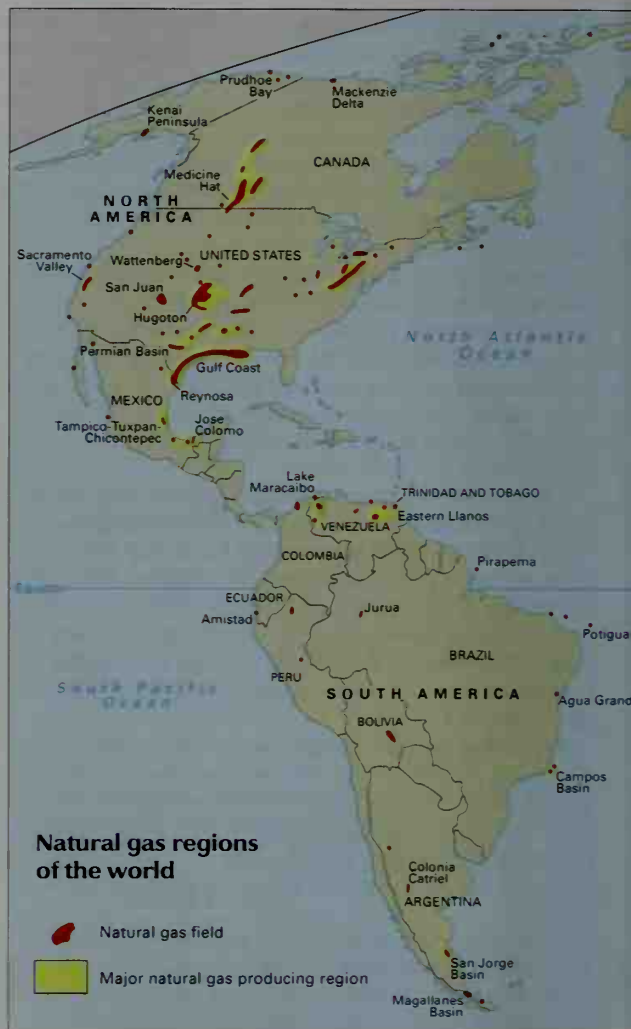 Prudhoe
Bay
Mackenzie
Delta
Kenai
Peninsula
CANADA
Medicine
Hat
NORTH
AMERICA
Sacramento
Valley
Wattenberg
UNITED STATES
San Juan
Hugoton
North Atlantic
Ocean
Permian Basin
Gulf Coast
Reynosa
MEXICO
Tampico-Tuxpan-
Chicontepec
Jose
Colomo
Lake
Maracaibo
TRINIDAD AND TOBAGO
Eastern Llanos
VENEZUELA
COLOMBIA
Pirapema
Equator
ECUADOR
Amistad
Jurua
Potigua
BRAZIL
PERU
South Pacific
Ocean
SOUTH AMERICA
Agua Grand
BOLIVIA
Campos
Basin
Natural gas regions
of the world
Colonia
Catriel
ARGENTINA
Natural gas field
San Jorge
Basin
Major natural gas producing region
Magallanes
Basin